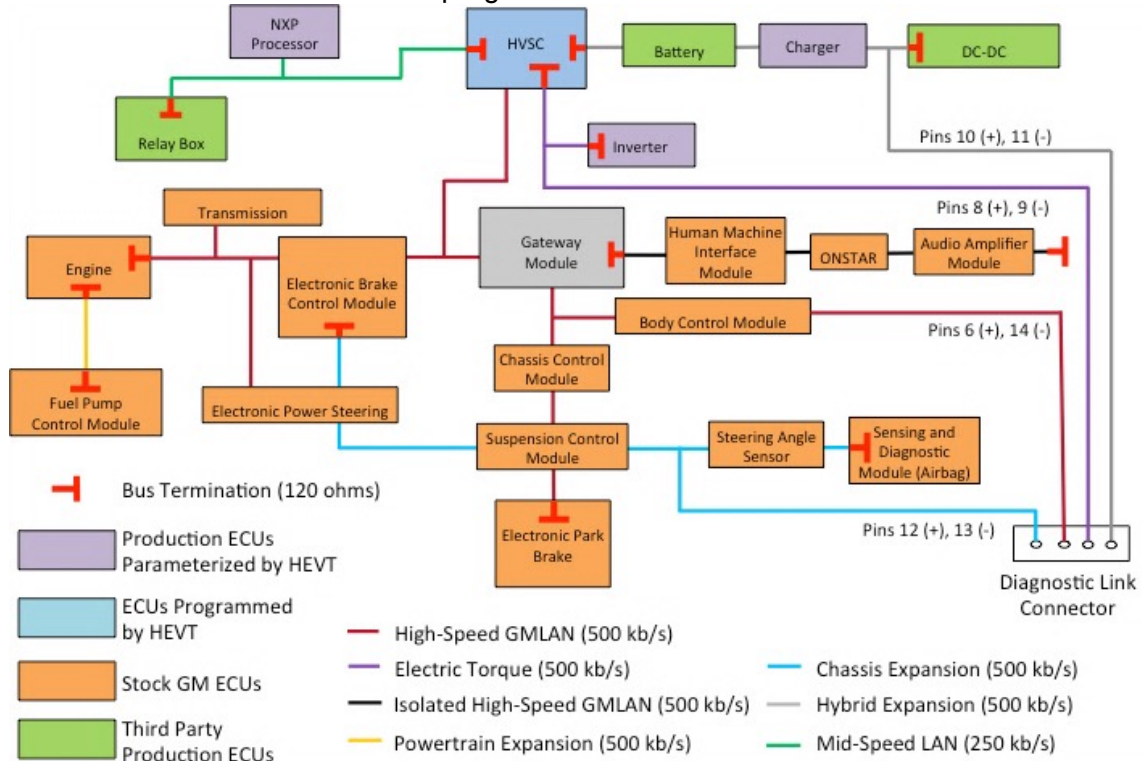 NXP
Processor
HVSC
Battery
Charger
DC-DC
Relay Box
Inverter
Pins 10 (+), 11 (-)
Pins 8 (+), 9 (-)
Transmission
Engine
Electronic Brake
Control Module
Gateway
Module
Human Machine
Interface
Module
ONSTAR
Audio Amplifier
Module
Body Control Module
Pins 6 (+), 14 (-)
Chassis Control
Module
Fuel Pump
Control Module
Electronic Power Steering
Suspension Control
Module
Steering Angle
Sensor
Sensing and
Diagnostic
Module (Airbag)
Electronic Park
Brake
Pins 12 (+), 13 (-)
Diagnostic Link
Connector
Bus Termination (120 ohms)
Production ECUs
Parameterized by HEVT
ECUs Programmed
by HEVT
Stock GM ECUs
Third Party
Production ECUs
High-Speed GMLAN (500 kb/s)
Electric Torque (500 kb/s)
Isolated High-Speed GMLAN (500 kb/s)
Powertrain Expansion (500 kb/s)
Chassis Expansion (500 kb/s)
Hybrid Expansion (500 kb/s)
Mid-Speed LAN (250 kb/s)